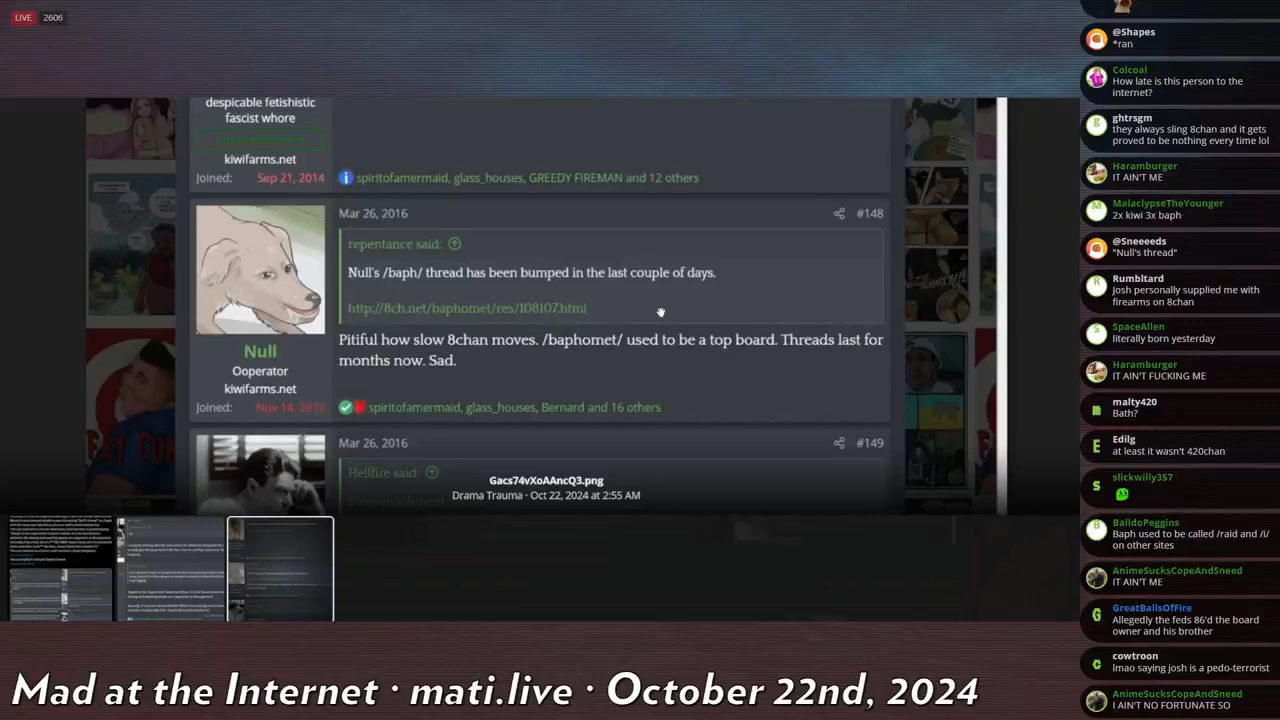 LIVE 2606
despicable fetishistic
fascist whore
kiwifarms.net
Joined: Sep 21, 2014
spiritofamermaid, glass_houses, GREEDY FIREMAN and 12 others
Mar 26, 2016 #148
repentance said:
Null's /baph/ thread has been bumped in the last couple of days.
http://8ch.net/baphomet/res/108107.html
Pitiful how slow 8chan moves. /baphomet/ used to be a top board. Threads last for
months now. Sad.
Null
Ooperator
kiwifarms.net
Joined: Nov 14, 2012
spiritofamermaid, glass_houses, Bernard and 16 others
Mar 26, 2016 #149
Hellfire said:
Gacs74vXoAAncQ3.png
Drama Trauma · Oct 22, 2024 at 2:55 AM
@Shapes
*ran
Colcoal
How late is this person to the
internet?
ghtrsgm
they always sling 8chan and it gets
proved to be nothing every time lol
Haramburger
IT AIN'T ME
MalaclypseTheYounger
2x kiwi 3x baph
@Sneeeeds
"Null's thread"
Rumbltard
Josh personally supplied me with
firearms on 8chan
SpaceAllen
literally born yesterday
Haramburger
IT AIN'T FUCKING ME
malty420
Bath?
Edilg
at least it wasn't 420chan
slickwilly357
BalldoPeggins
Baph used to be called /raid and /i/
on other sites
AnimeSucksCopeAndSneed
IT AIN'T ME
GreatBallsOfFire
Allegedly the feds 86'd the board
owner and his brother
cowtroon
lmao saying josh is a pedo-terrorist
AnimeSucksCopeAndSneed
I AIN'T NO FORTUNATE SO
Mad at the Internet · mati.live · October 22nd, 2024